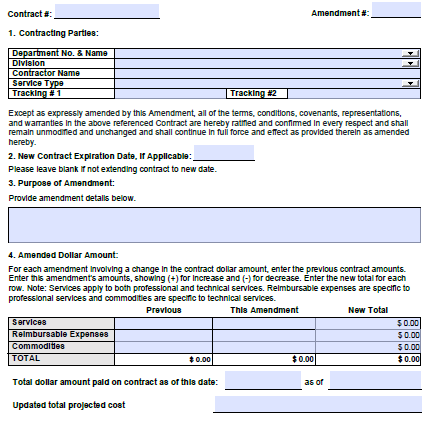 Contract #:
Amendment #:
1. Contracting Parties:
Department No. & Name
Division
Contractor Name
Service Type
Tracking # 1 Tracking #2
Except as expressly amended by this Amendment, all of the terms, conditions, covenants, representations,
and warranties in the above referenced Contract are hereby ratified and confirmed in every respect and shall
remain unmodified and unchanged and shall continue in full force and effect as provided therein as amended
hereby.
2. New Contract Expiration Date, If Applicable:
Please leave blank if not extending contract to new date.
3. Purpose of Amendment:
Provide amendment details below.
4. Amended Dollar Amount:
For each amendment involving a change in the contract dollar amount, enter the previous contract amounts.
Enter this amendment's amounts, showing (+) for increase and (-) for decrease. Enter the new total for each
row. Note: Services apply to both professional and technical services. Reimbursable expenses are specific to
professional services and commodities are specific to technical services.
Previous This Amendment New Total
Services $ 0.00
Reimbursable Expenses $ 0.00
Commodities $ 0.00
TOTAL $ 0.00 $ 0.00 $ 0.00
Total dollar amount paid on contract as of this date: as of
Updated total projected cost